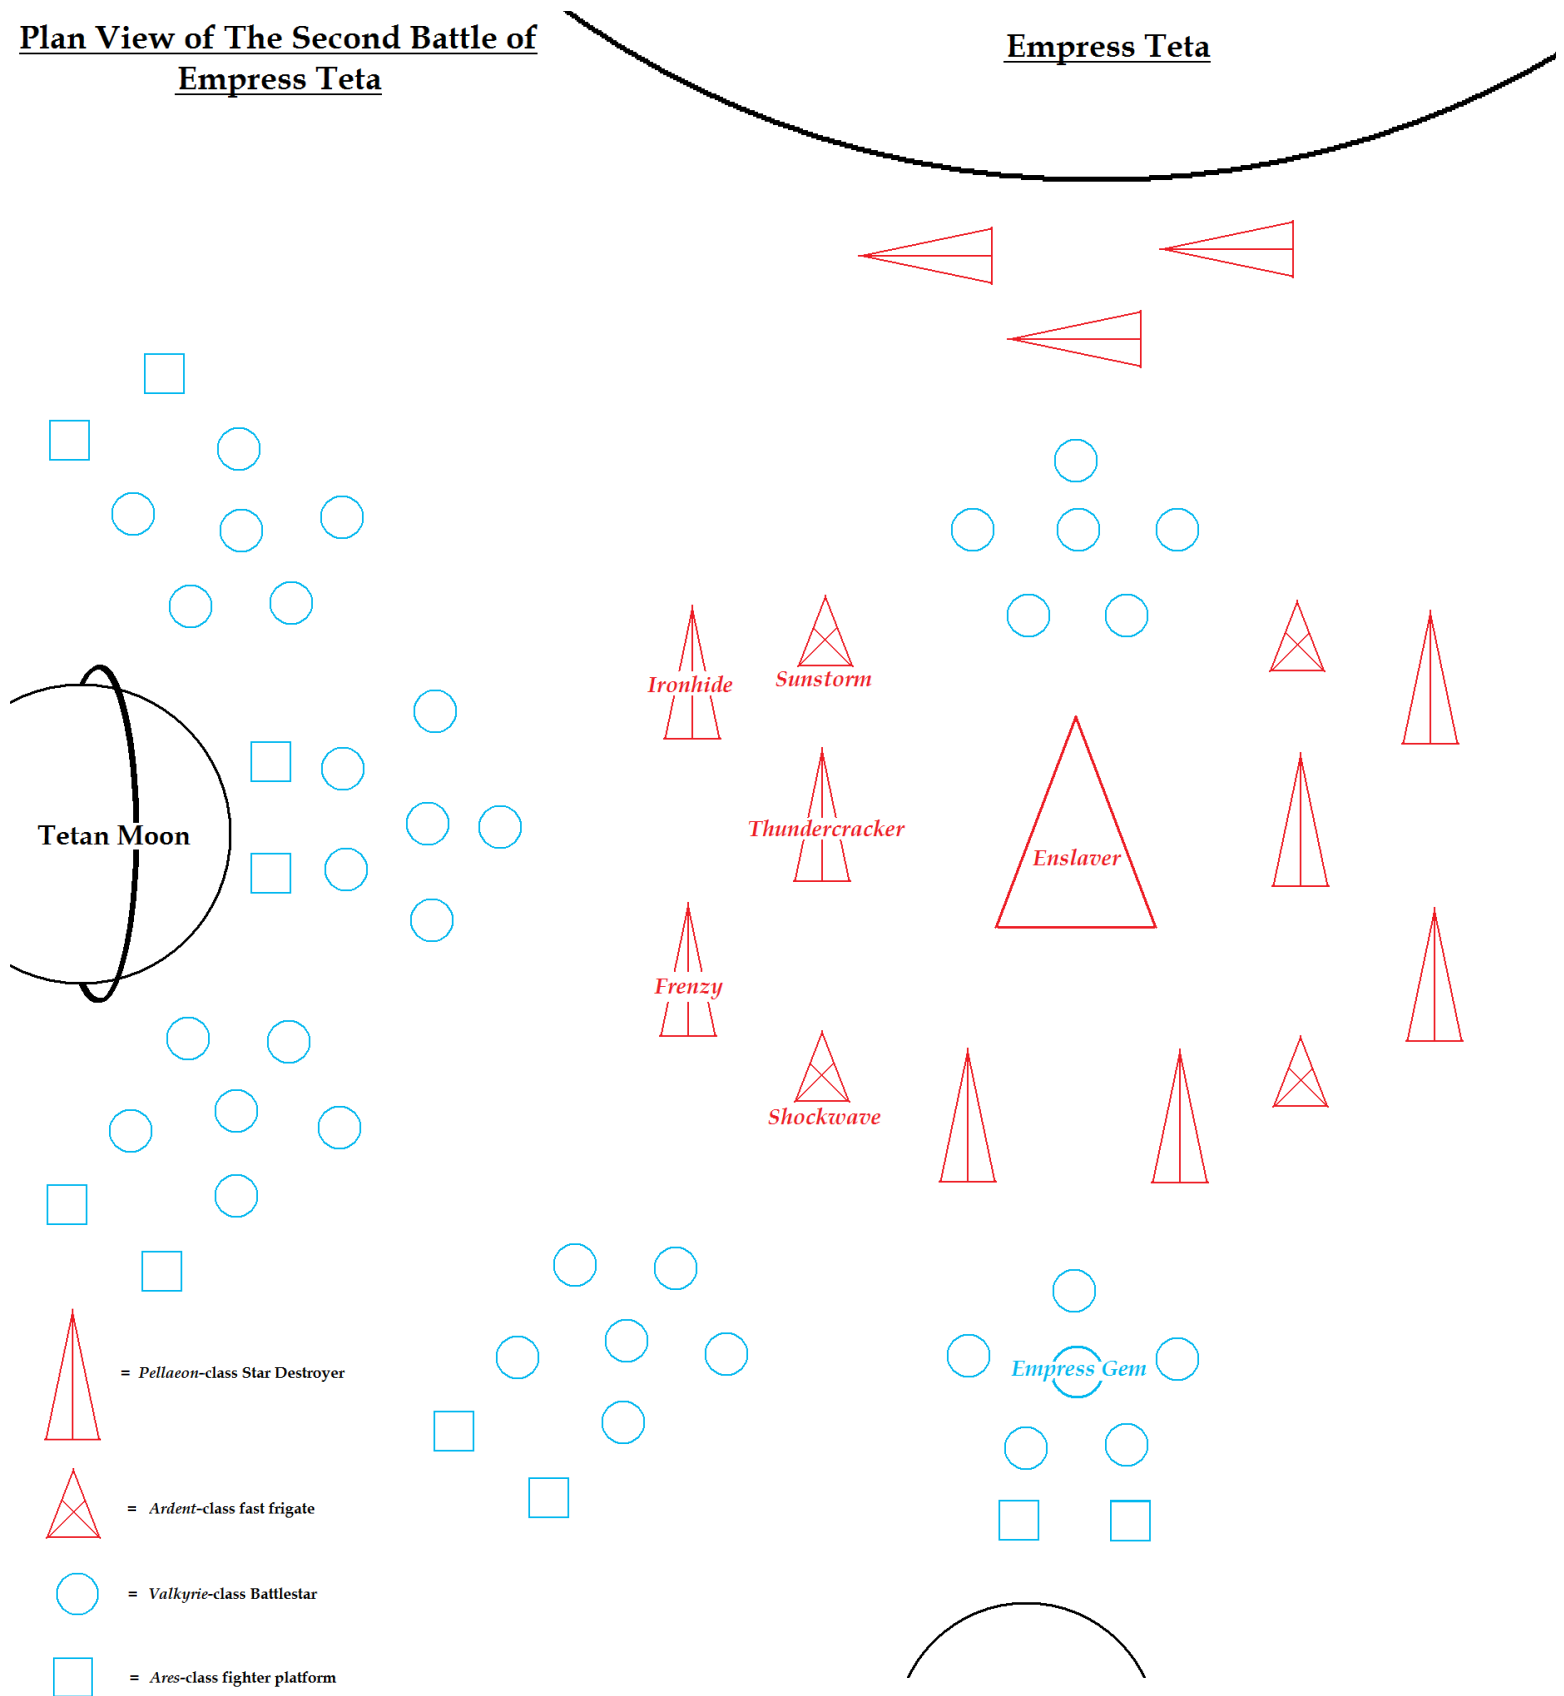 Plan View of The Second Battle of
Empress Teta
Empress Teta
Ironhide
Sunstorm
Thundercracker
Enslaver
Tetan Moon
Frenzy
Shockwave
Empress Gem
= Pellaeon-class Star Destroyer
= Ardent-class fast frigate
= Valkyrie-class Battlestar
= Ares-class fighter platform